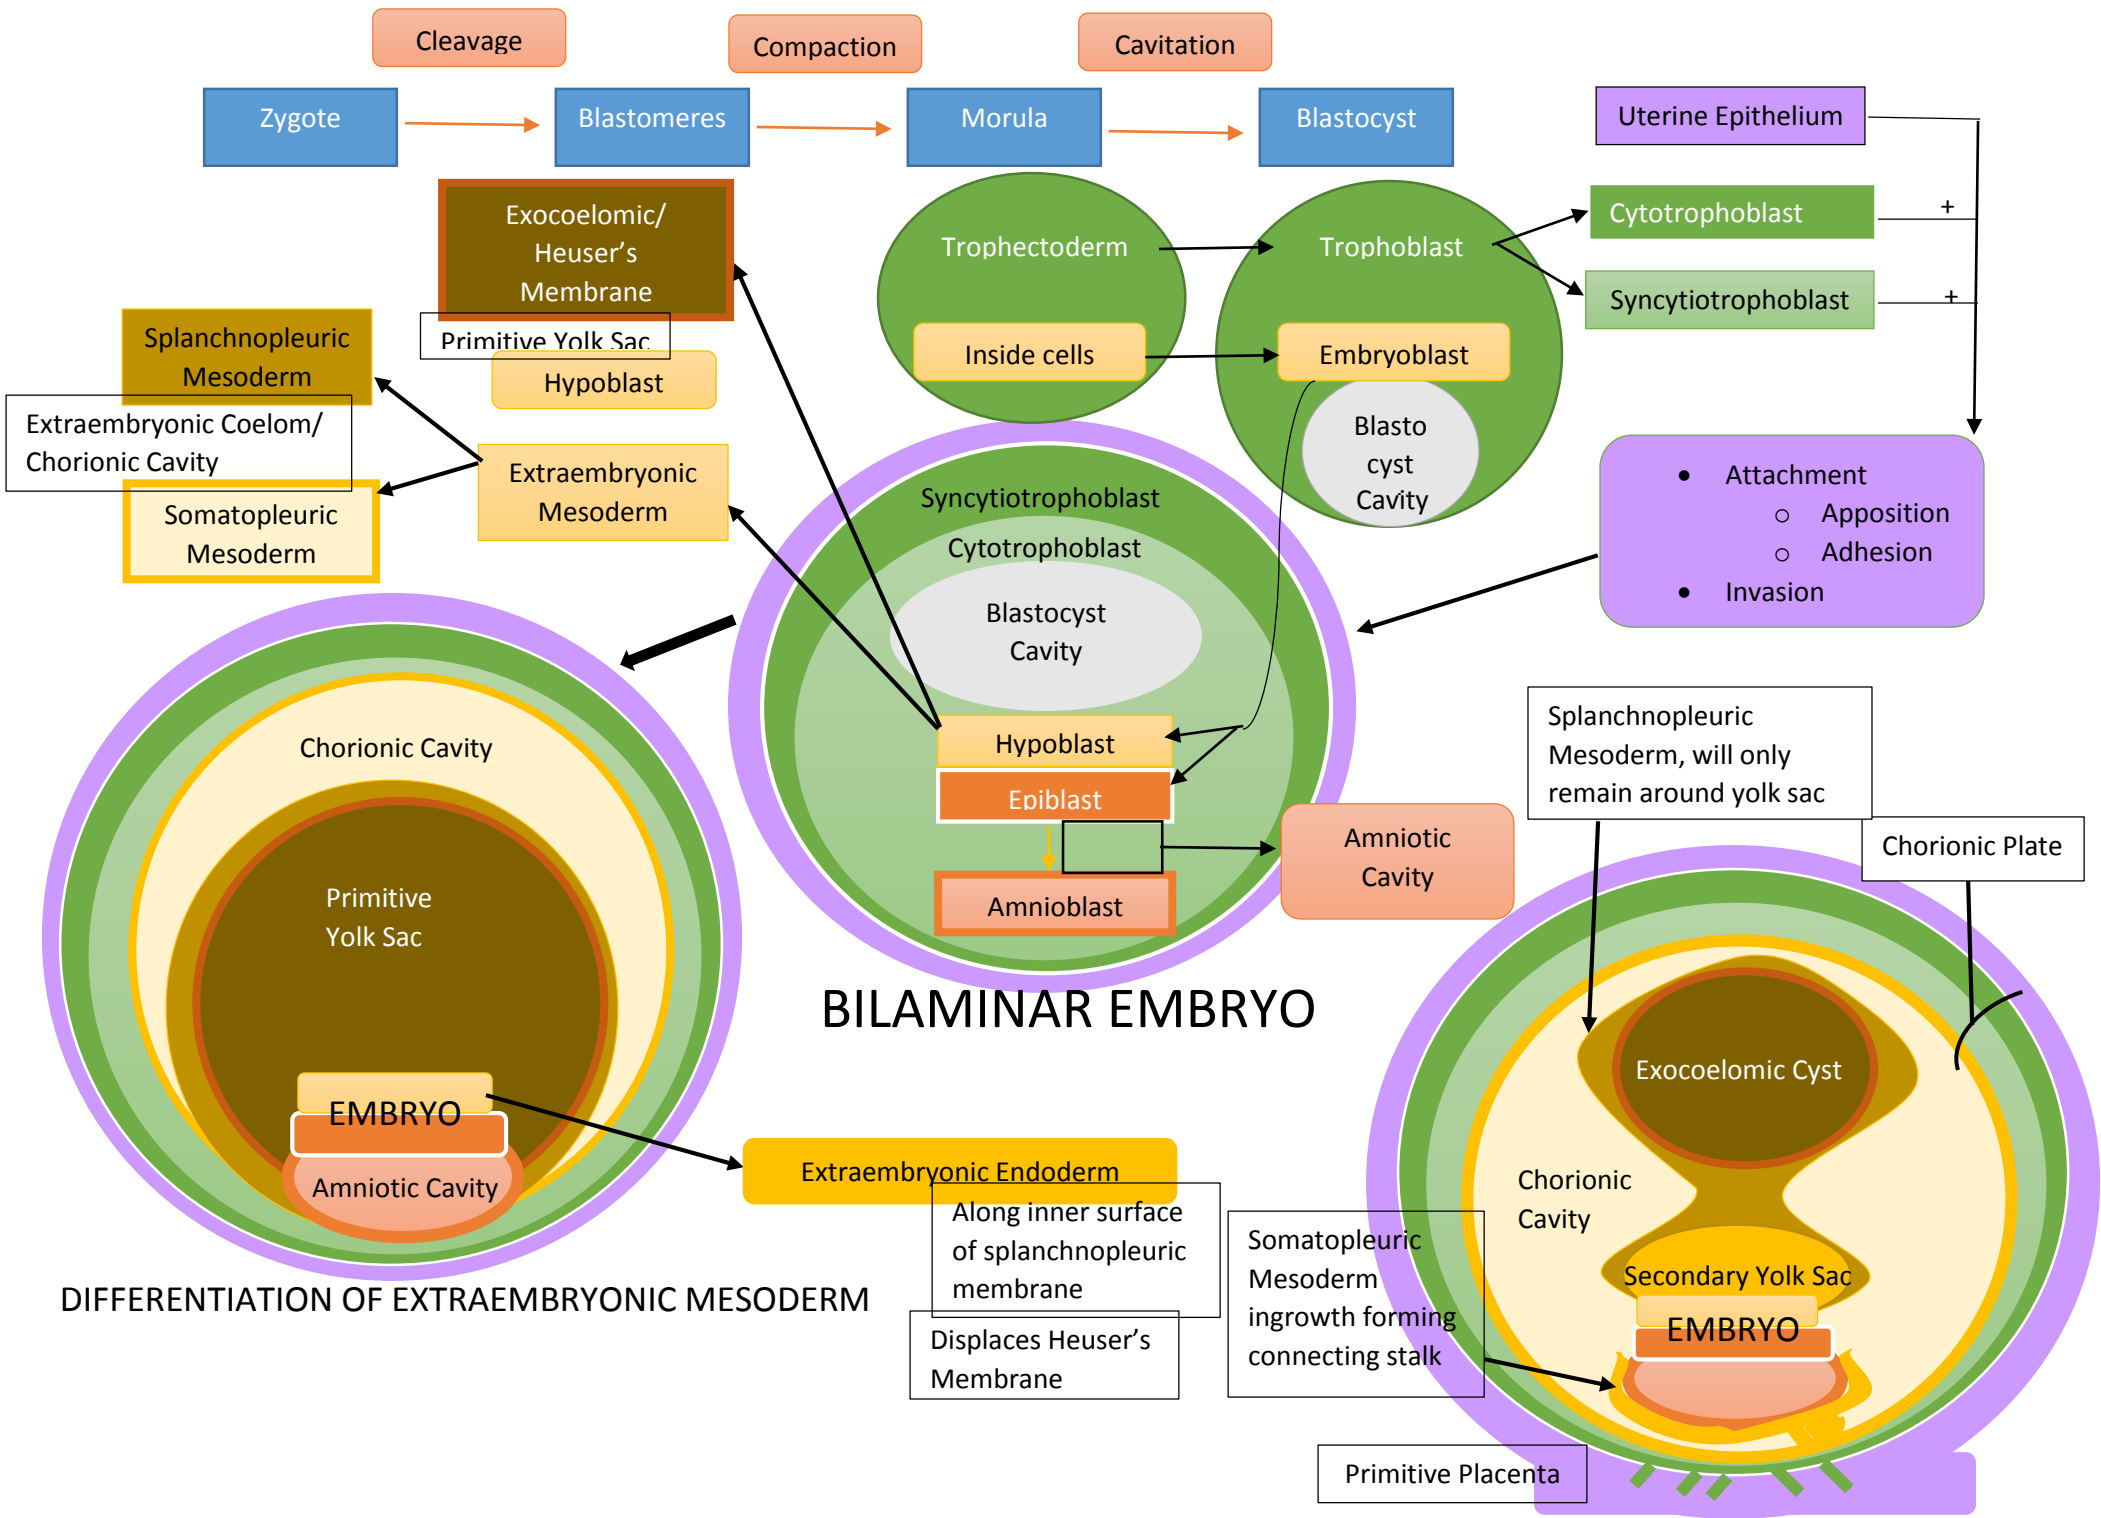 Cleavage
Compaction
Cavitation
Zygote
Blastomeres
Morula
Blastocyst
Uterine Epithelium
Exocoelomic/
Heuser's
Membrane
Primitive Yolk Sac
Hypoblast
Trophectoderm
Inside cells
Trophoblast
Embryoblast
Blasto
cyst
Cavity
Cytotrophoblast
+
Syncytiotrophoblast
+
Splanchnopleuric
Mesoderm
Extraembryonic Coelom/
Chorionic Cavity
Somatopleuric
Mesoderm
Extraembryonic
Mesoderm
Syncytiotrophoblast
Cytotrophoblast
Blastocyst
Cavity
Hypoblast
Epiblast
Amnioblast
Amniotic
Cavity
• Attachment
o Apposition
o Adhesion
• Invasion
BILAMINAR EMBRYO
Chorionic Cavity
Primitive
Yolk Sac
EMBRYO
Amniotic Cavity
DIFFERENTIATION OF EXTRAEMBRYONIC MESODERM
Extraembryonic Endoderm
Along inner surface
of splanchnopleuric
membrane
Displaces Heuser's
Membrane
Splanchnopleuric
Mesoderm, will only
remain around yolk sac
Chorionic Plate
Exocoelomic Cyst
Chorionic
Cavity
Secondary Yolk Sac
EMBRYO
Somatopleuric
Mesoderm
ingrowth forming
connecting stalk
Primitive Placenta